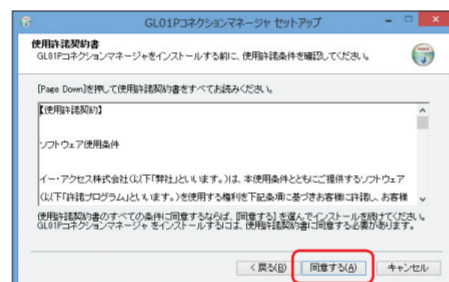 GL01Pコネクションマネージャ セットアップ
使用許諾契約書
GL01Pコネクションマネージャをインストールする前に、使用許諾条件を確認してください。
[Page Down]を押して使用許諾契約書をすべてお読みください。
【使用許諾契約】
ソフトウェア使用条件
イー・アクセス株式会社(以下「弊社」といいます。)は、本使用条件とともにご提供するソフトウェア
(以下「許諾プログラム」といいます。)を使用する権利を下記条項に基づきお客様に許諾し、お客様
使用許諾契約書のすべての条件に同意するならば、[同意する] を選んでインストールを続けてください。
GL01Pコネクションマネージャ をインストールするには、使用許諾契約書に同意する必要があります。
< 戻る(B)
同意する(A)
キャンセル